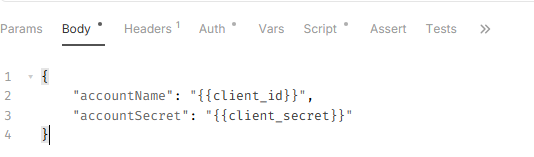 Params Body Headers 1 Auth Vars Script Assert Tests
1 {
2 "accountName": "{{client_id}}",
3 "accountSecret": "{{client_secret}}"
4 }